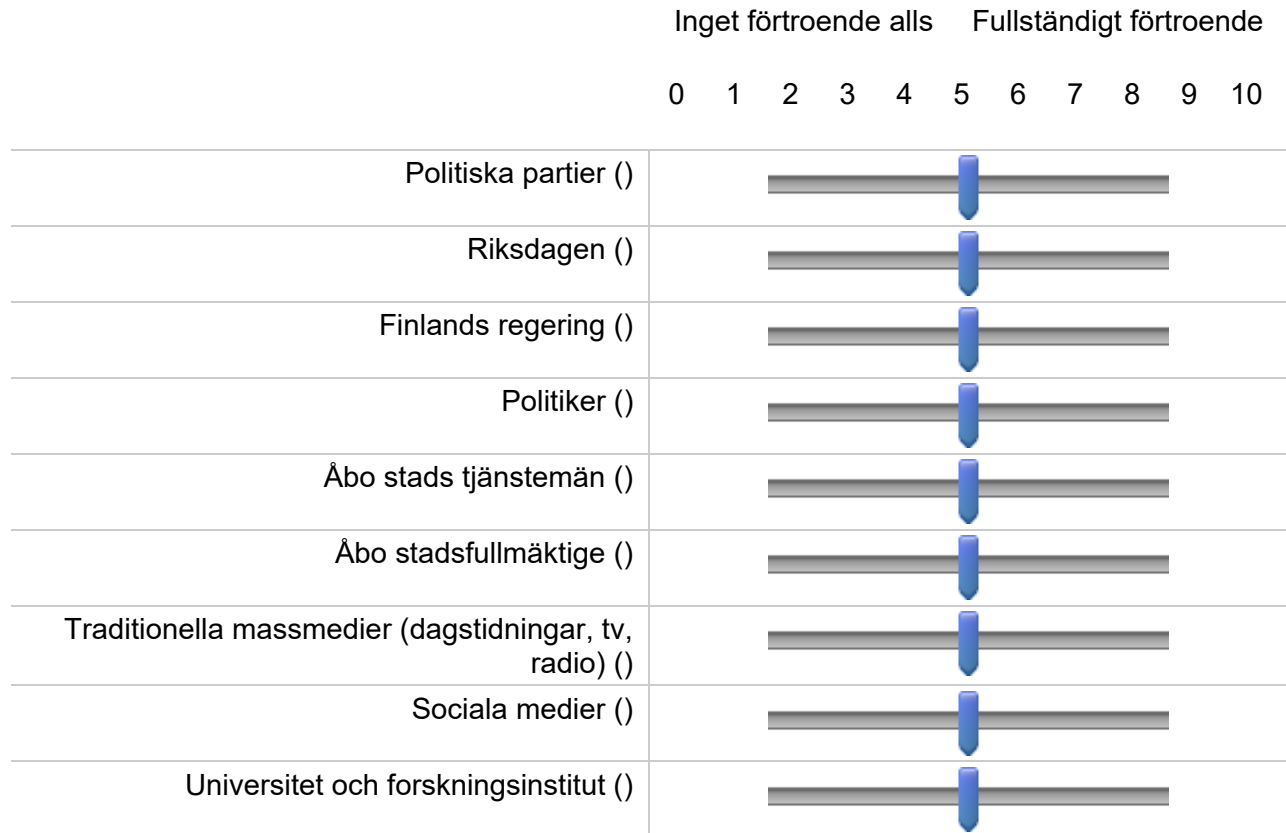 Inget förtroende alls Fullständigt förtroende
0 1 2 3 4 5 6 7 8 9 10
Politiska partier ()
Riksdagen ()
Finlands regering ()
Politiker ()
Åbo stads tjänstemän ()
Åbo stadsfullmäktige ()
Traditionella massmedier (dagstidningar, tv,
radio) ()
Sociala medier ()
Universitet och forskningsinstitut ()